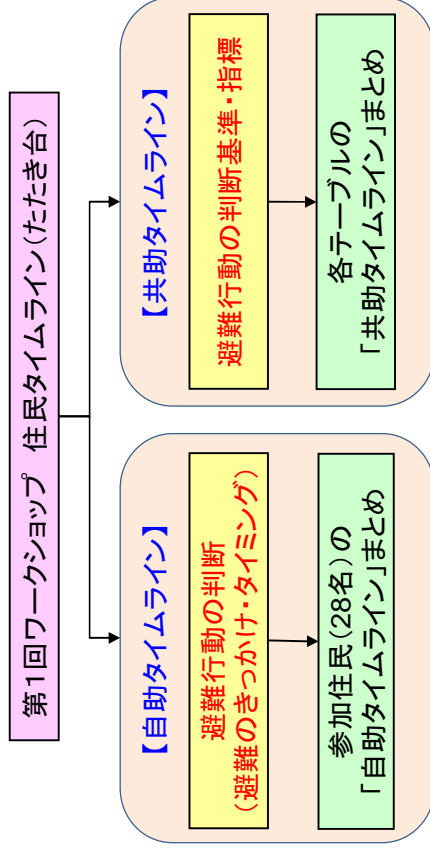 第1回ワークショップ 住民タイムライン(たたき台)
【自助タイムライン】
避難行動の判断
(避難のきっかけ・タイミング)
参加住民(28名)の
「自助タイムライン」まとめ
【共助タイムライン】
避難行動の判断基準・指標
各テーブルの
「共助タイムライン」まとめ